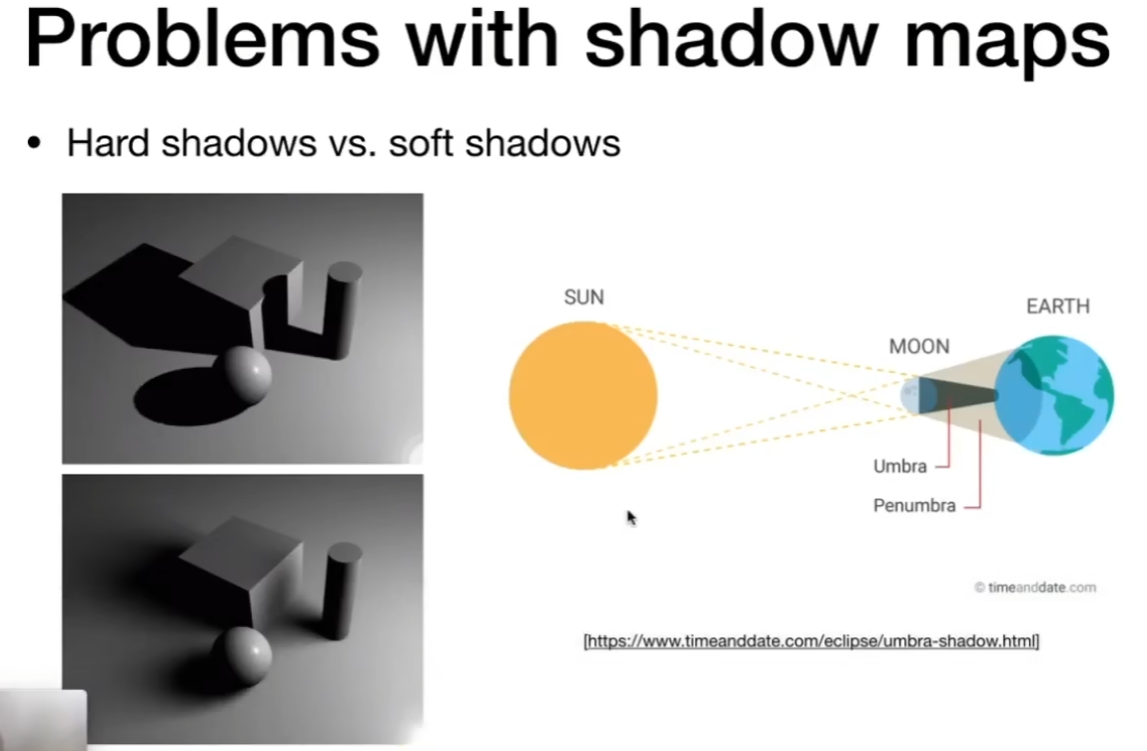 Problems with shadow maps
• Hard shadows vs. soft shadows
SUN
MOON
EARTH
Umbra
Penumbra
© timeanddate.com
[https://www.timeanddate.com/eclipse/umbra-shadow.html]